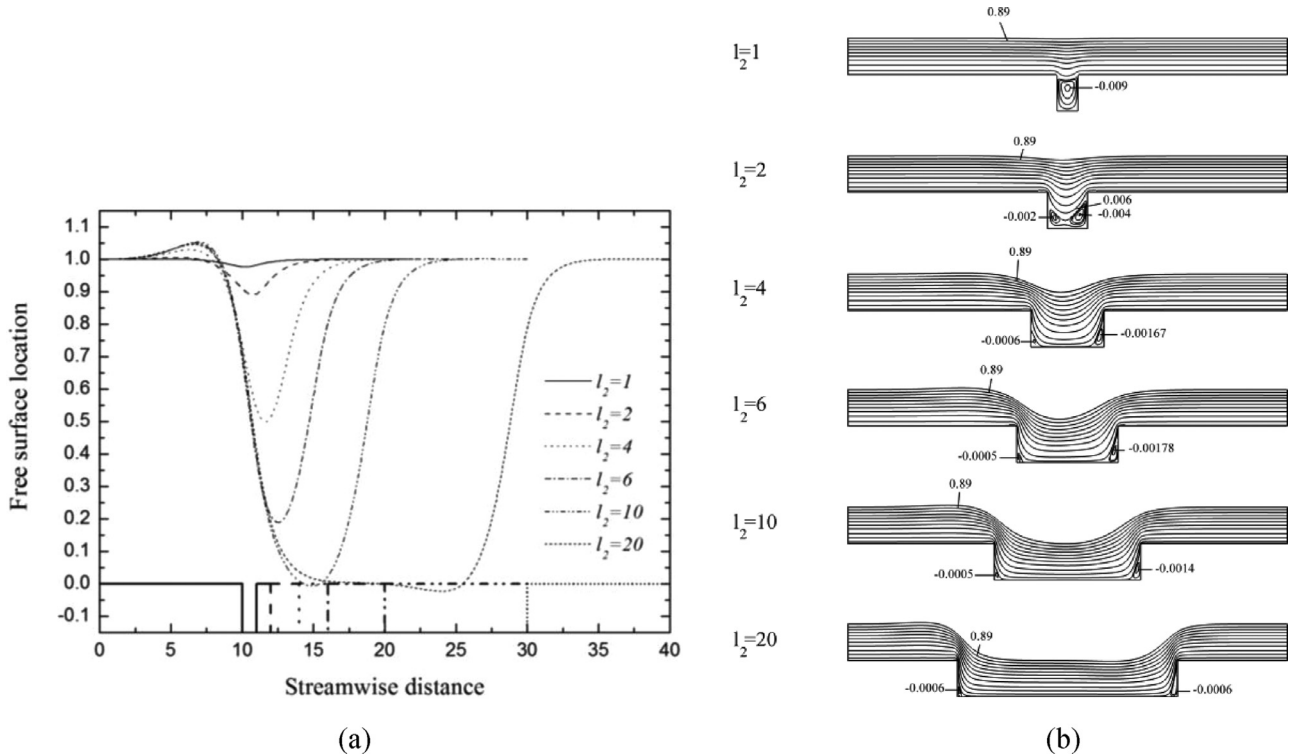 1.1
1.0
0.9
0.8
0.7
0.6
0.5
0.4
0.3
0.2
0.1
0.0
-0.1
Free surface location
l2=1
l2=2
l2=4
l2=6
l2=10
l2=20
0 5 10 15 20 25 30 35 40
Streamwise distance
(a)
l2=1
0.89
-0.009
l2=2
0.89
-0.002
0.006
-0.004
l2=4
0.89
-0.0006
-0.00167
l2=6
0.89
-0.0005
-0.00178
l2=10
0.89
-0.0005
-0.0014
l2=20
0.89
-0.0006
-0.0006
(b)